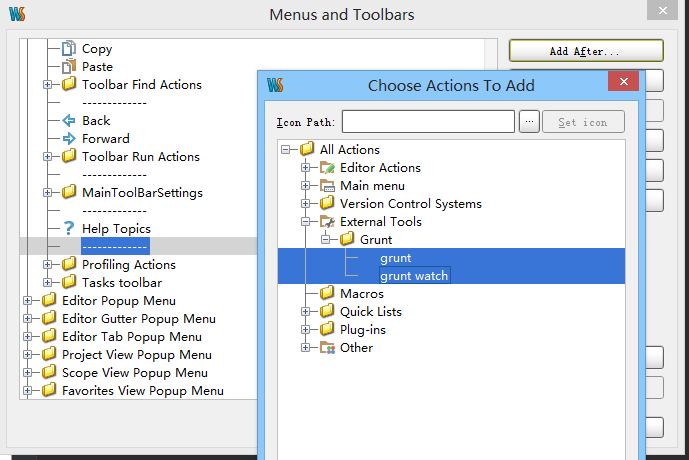 Menus and Toolbars
Copy
Paste
Toolbar Find Actions
-------------
Back
Forward
Toolbar Run Actions
-------------
MainToolBarSettings
-------------
Help Topics
-------------
Profiling Actions
Tasks toolbar
Editor Popup Menu
Editor Gutter Popup Menu
Editor Tab Popup Menu
Project View Popup Menu
Scope View Popup Menu
Favorites View Popup Menu
Add After...
Choose Actions To Add
Icon Path:
...
Set icon
All Actions
Editor Actions
Main menu
Version Control Systems
External Tools
Grunt
grunt
grunt watch
Macros
Quick Lists
Plug-ins
Other